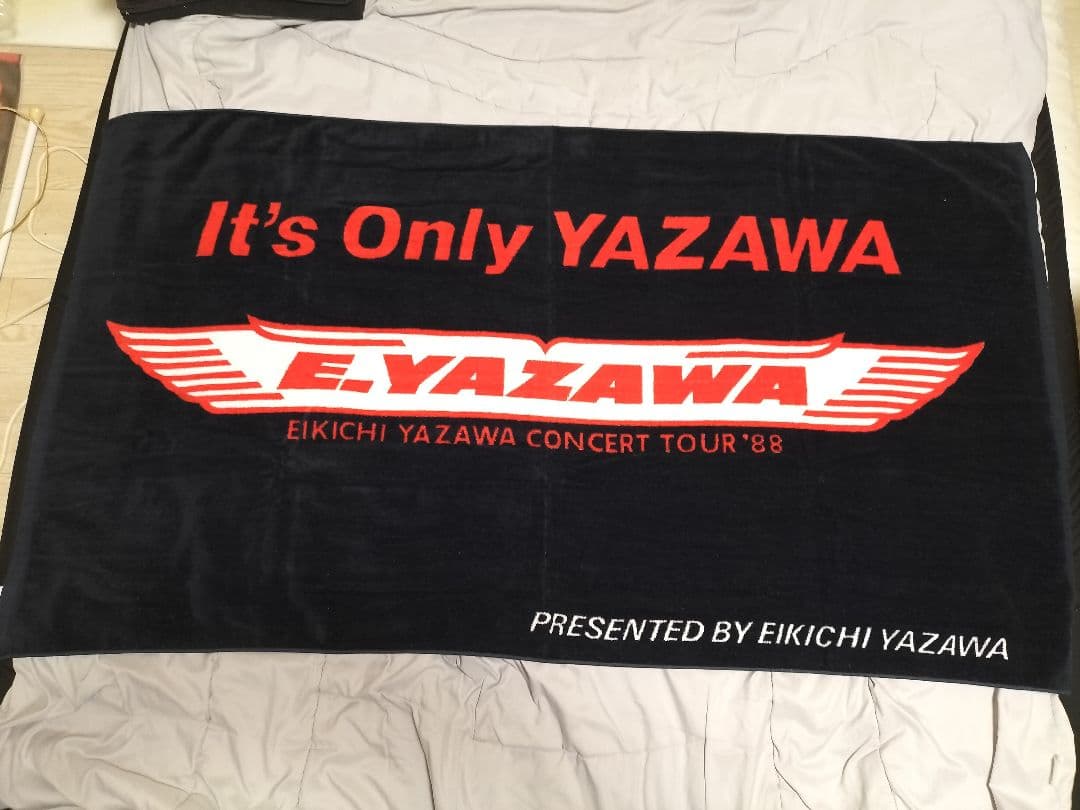 It's Only YAZAWA
E.YAZAWA
EIKICHI YAZAWA CONCERT TOUR '88
PRESENTED BY EIKICHI YAZAWA